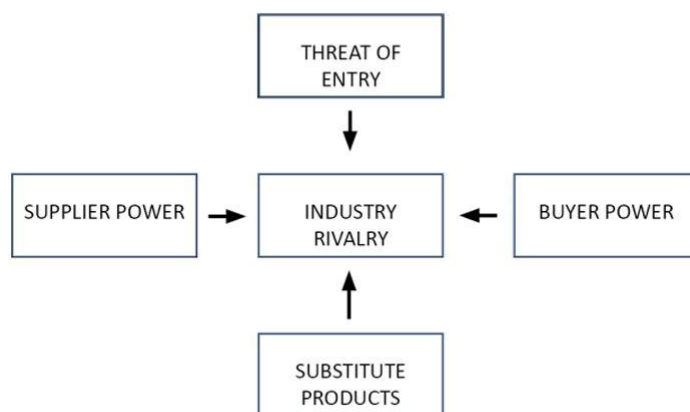 THREAT OF
ENTRY
SUPPLIER POWER
INDUSTRY
RIVALRY
BUYER POWER
SUBSTITUTE
PRODUCTS